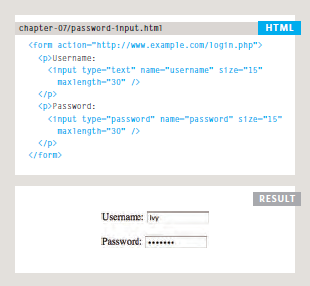 chapter-07/password-input.html
HTML
<form action="http://www.example.com/login.php">
<p>Username:
<input type="text" name="username" size="15"
maxlength="30" />
</p>
<p>Password:
<input type="password" name="password" size="15"
maxlength="30" />
</p>
</form>
RESULT
Username: Ivy
Password: •••••••